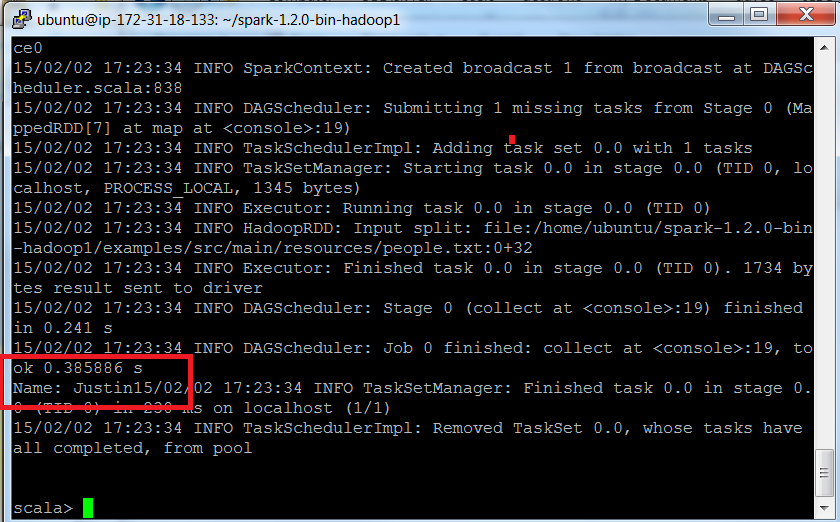 ubuntu@ip-172-31-18-133: ~/spark-1.2.0-bin-hadoop1
ce0
15/02/02 17:23:34 INFO SparkContext: Created broadcast 1 from broadcast at DAGSc
heduler.scala:838
15/02/02 17:23:34 INFO DAGScheduler: Submitting 1 missing tasks from Stage 0 (Ma
ppedRDD[7] at map at <console>:19)
15/02/02 17:23:34 INFO TaskSchedulerImpl: Adding task set 0.0 with 1 tasks
15/02/02 17:23:34 INFO TaskSetManager: Starting task 0.0 in stage 0.0 (TID 0, lo
calhost, PROCESS_LOCAL, 1345 bytes)
15/02/02 17:23:34 INFO Executor: Running task 0.0 in stage 0.0 (TID 0)
15/02/02 17:23:34 INFO HadoopRDD: Input split: file:/home/ubuntu/spark-1.2.0-bin
-hadoop1/examples/src/main/resources/people.txt:0+32
15/02/02 17:23:34 INFO Executor: Finished task 0.0 in stage 0.0 (TID 0). 1734 by
tes result sent to driver
15/02/02 17:23:34 INFO DAGScheduler: Stage 0 (collect at <console>:19) finished
in 0.241 s
15/02/02 17:23:34 INFO DAGScheduler: Job 0 finished: collect at <console>:19, to
ok 0.385886 s
Name: Justin15/02/02 17:23:34 INFO TaskSetManager: Finished task 0.0 in stage 0.
0 (TID 0) in 230 ms on localhost (1/1)
15/02/02 17:23:34 INFO TaskSchedulerImpl: Removed TaskSet 0.0, whose tasks have
all completed, from pool
scala>